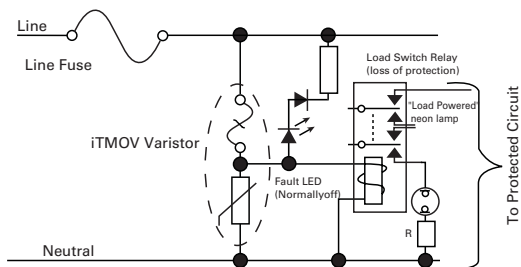 Line
Line Fuse
Load Switch Relay
(loss of protection)
"Load Powered"
neon lamp
iTMOV Varistor
Fault LED
(Normallyoff)
R
Neutral
To Protected Circuit